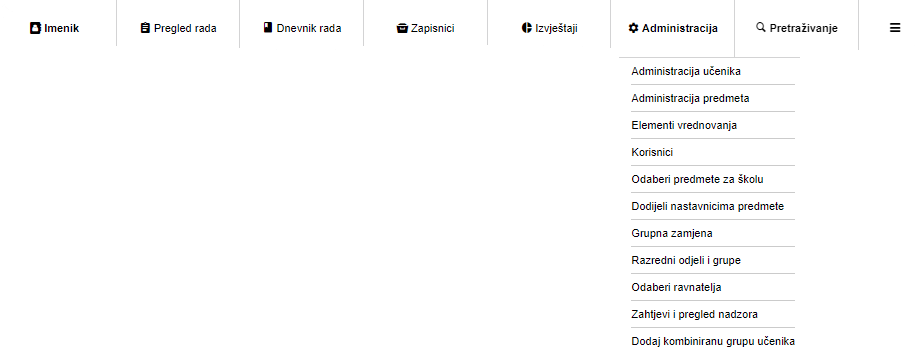 Imenik Pregled rada Dnevnik rada Zapisnici Izvještaji Administracija Pretraživanje
Administracija učenika
Administracija predmeta
Elementi vrednovanja
Korisnici
Odaberi predmete za školu
Dodijeli nastavnicima predmete
Grupna zamjena
Razredni odjeli i grupe
Odaberi ravnatelja
Zahtjevi i pregled nadzora
Dodaj kombiniranu grupu učenika